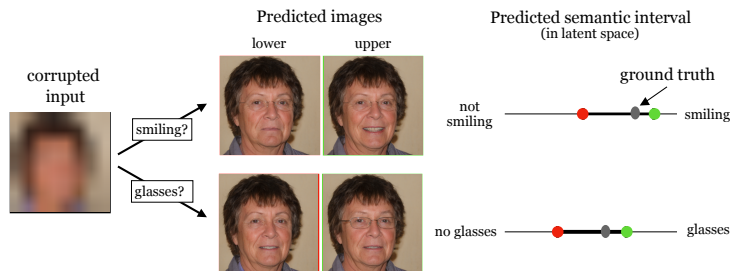 Predicted images
lower
upper
Predicted semantic interval
(in latent space)
corrupted
input
smiling?
glasses?
ground truth
not
smiling
smiling
no glasses
glasses